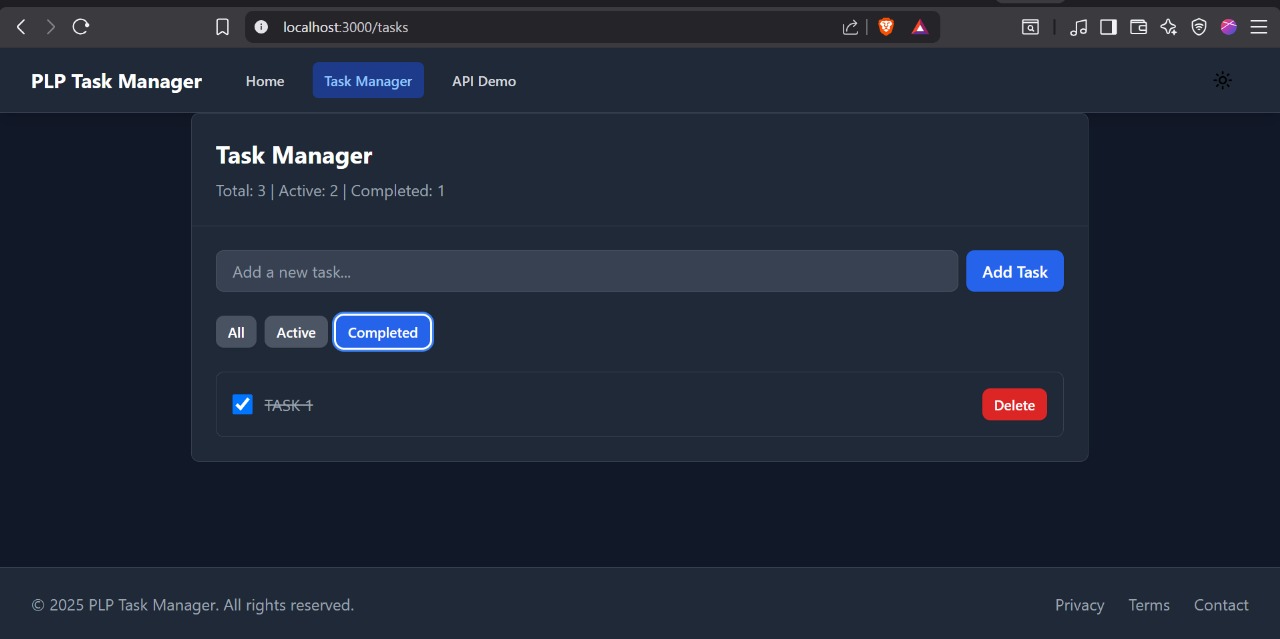 localhost:3000/tasks
PLP Task Manager Home Task Manager API Demo
Task Manager
Total: 3 | Active: 2 | Completed: 1
Add a new task... Add Task
All Active Completed
TASK 1 Delete
© 2025 PLP Task Manager. All rights reserved. Privacy Terms Contact